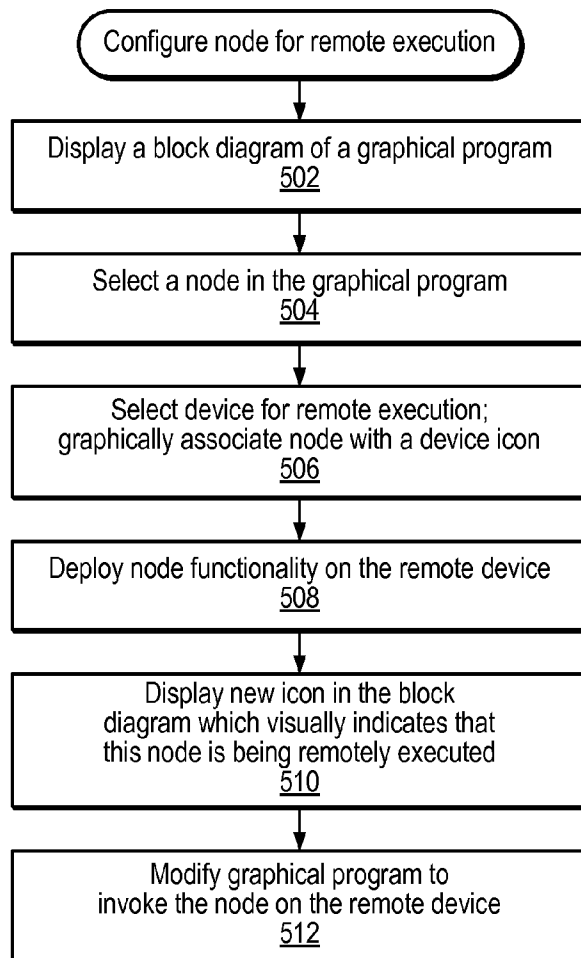 Configure node for remote execution
Display a block diagram of a graphical program
502
Select a node in the graphical program
504
Select device for remote execution;
graphically associate node with a device icon
506
Deploy node functionality on the remote device
508
Display new icon in the block
diagram which visually indicates that
this node is being remotely executed
510
Modify graphical program to
invoke the node on the remote device
512